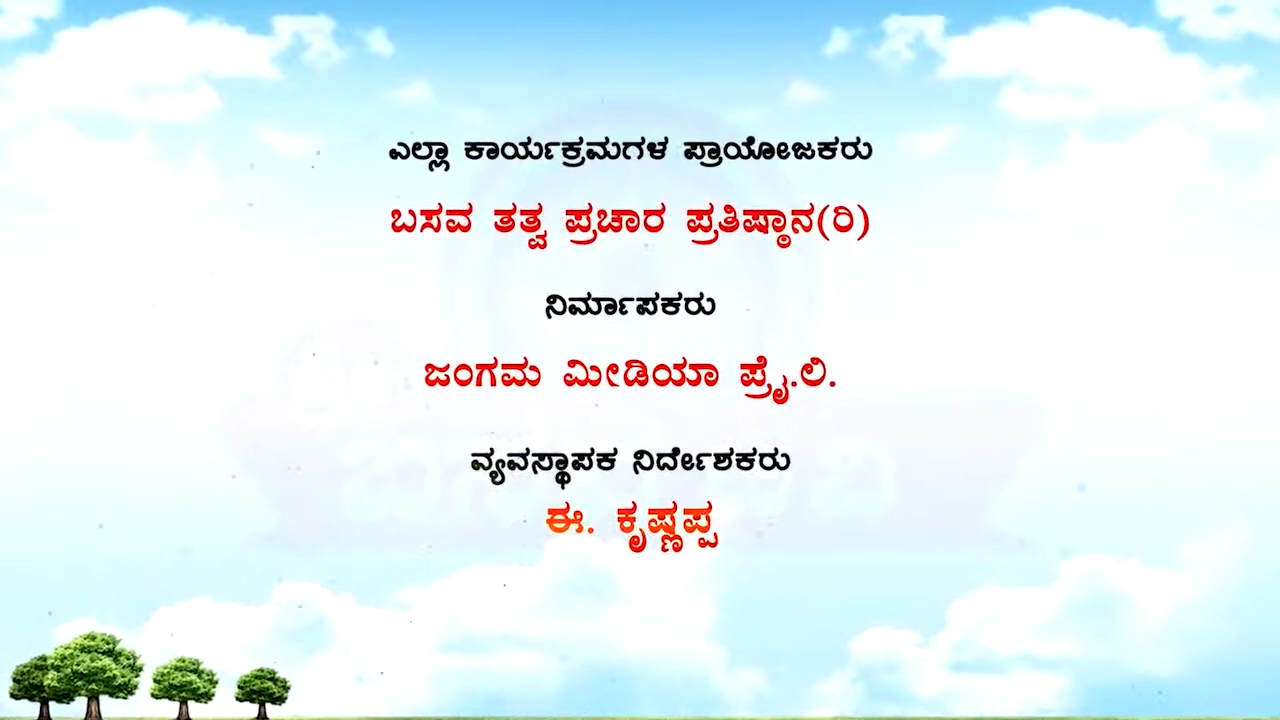 ಎಲ್ಲಾ ಕಾರ್ಯಕ್ರಮಗಳ ಪ್ರಾಯೋಜಕರು
ಬಸವ ತತ್ವ ಪ್ರಚಾರ ಪ್ರತಿಷ್ಠಾನ(ರಿ)
ನಿರ್ಮಾಪಕರು
ಜಂಗಮ ಮೀಡಿಯಾ ಪ್ರೈ.ಲಿ.
ವ್ಯವಸ್ಥಾಪಕ ನಿರ್ದೇಶಕರು
ಈ. ಕೃಷ್ಣಪ್ಪ